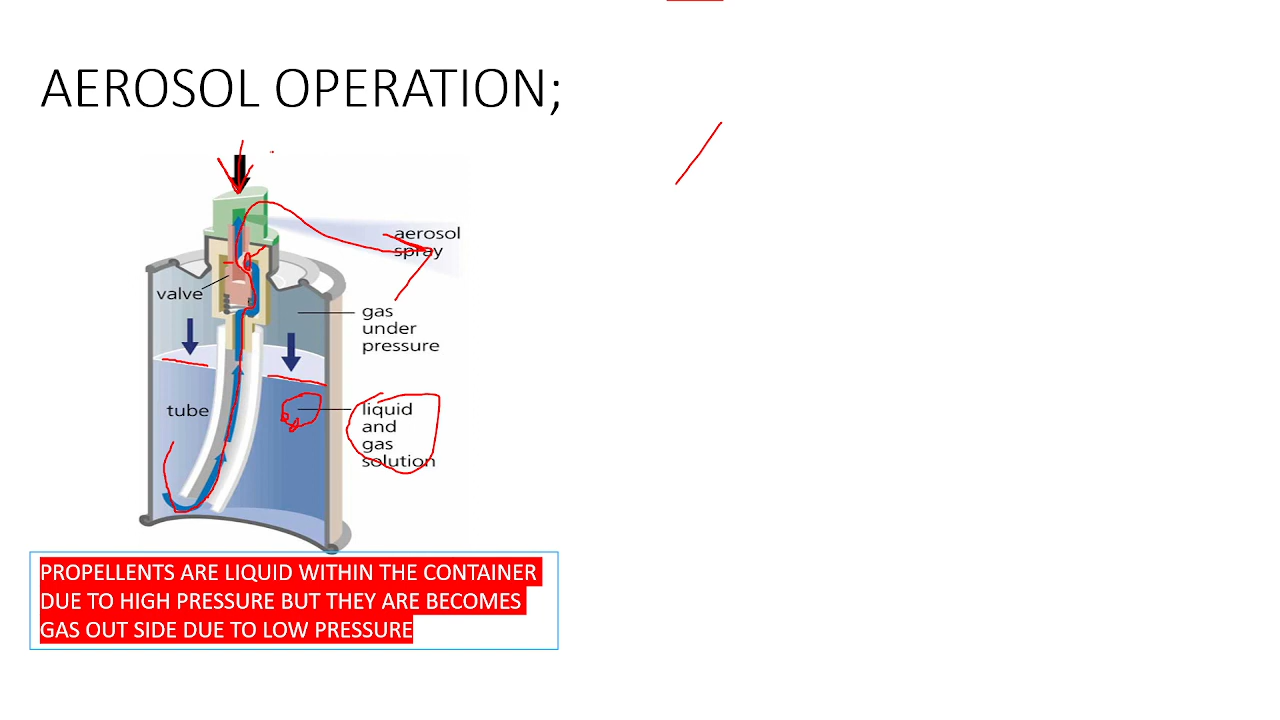 AEROSOL OPERATION;
aerosol
spray
valve
gas
under
pressure
tube
liquid
and
gas
solution
PROPELLENTS ARE LIQUID WITHIN THE CONTAINER
DUE TO HIGH PRESSURE BUT THEY ARE BECOMES
GAS OUT SIDE DUE TO LOW PRESSURE